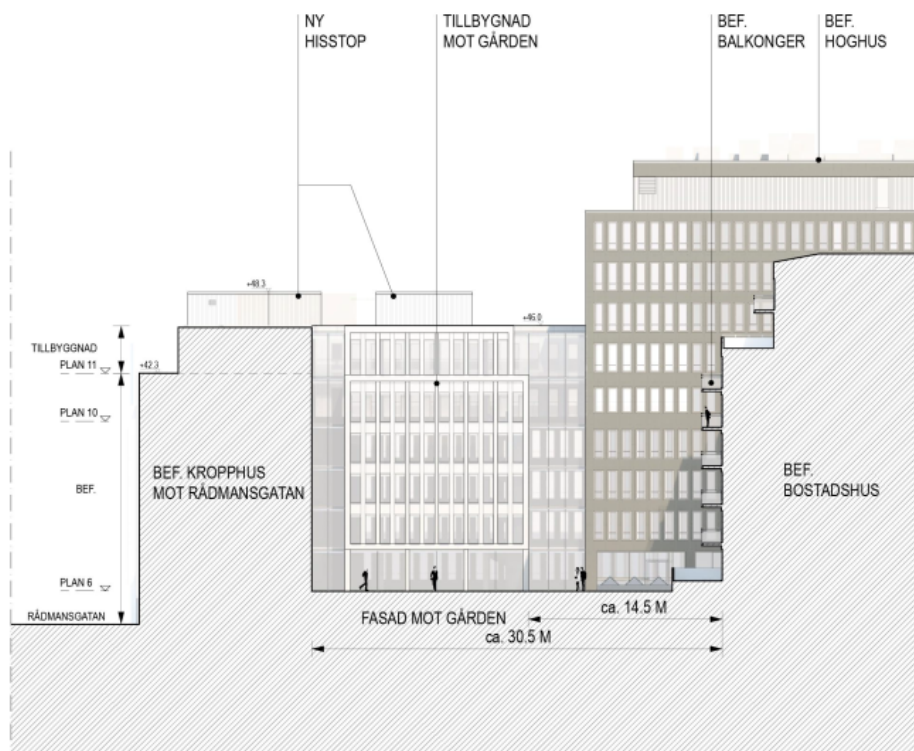 NY
HISSTOP
TILLBYGNAD
MOT GÅRDEN
BEF.
BALKONGER
BEF.
HOGHUS
+48.3
+46.0
TILLBYGGNAD
PLAN 11
+42.3
PLAN 10
BEF.
BEF. KROPPHUS
MOT RÅDMANSGATAN
BEF.
BOSTADSHUS
PLAN 6
RÅDMANSGATAN
FASAD MOT GÅRDEN
ca. 14.5 M
ca. 30.5 M